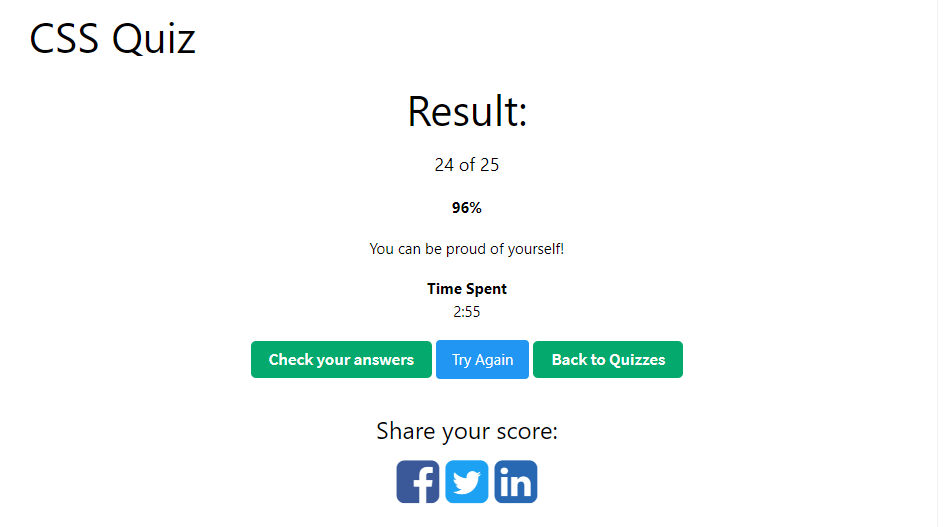 CSS Quiz
Result:
24 of 25
96%
You can be proud of yourself!
Time Spent
2:55
Check your answers Try Again Back to Quizzes
Share your score:
f in